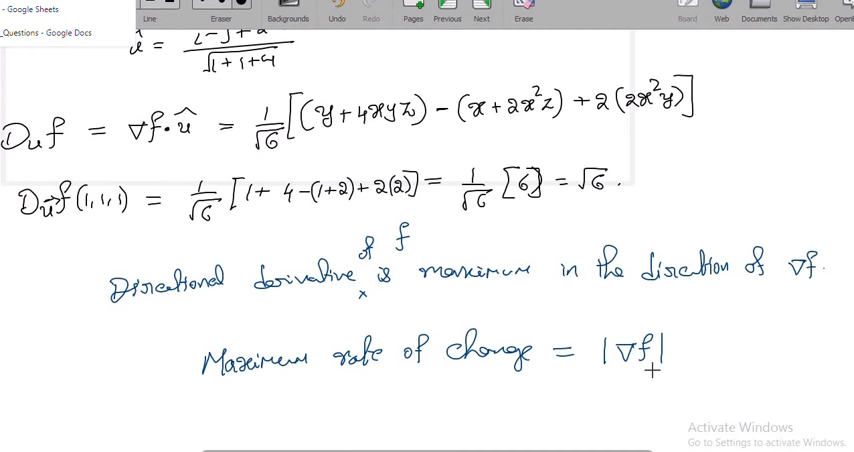 - Google Sheets
_Questions - Google Docs
Line
Eraser
Backgrounds
Undo
Redo
Pages
Previous
Next
Erase
Board
Web
Documents
Show Desktop
√1+1+4
Duf = ∇f·û = 1/√6 [(y+4xyz) - (x+2x²z) + 2(2x²y)]
Duf(1,1,1) = 1/√6 [1+ 4-(1+2)+2(2)] = 1/√6 [6] = √6.
Directional derivative of f is maximum in the direction of ∇f.
Maximum rate of change = |∇f|
Activate Windows
Go to Settings to activate Windows.